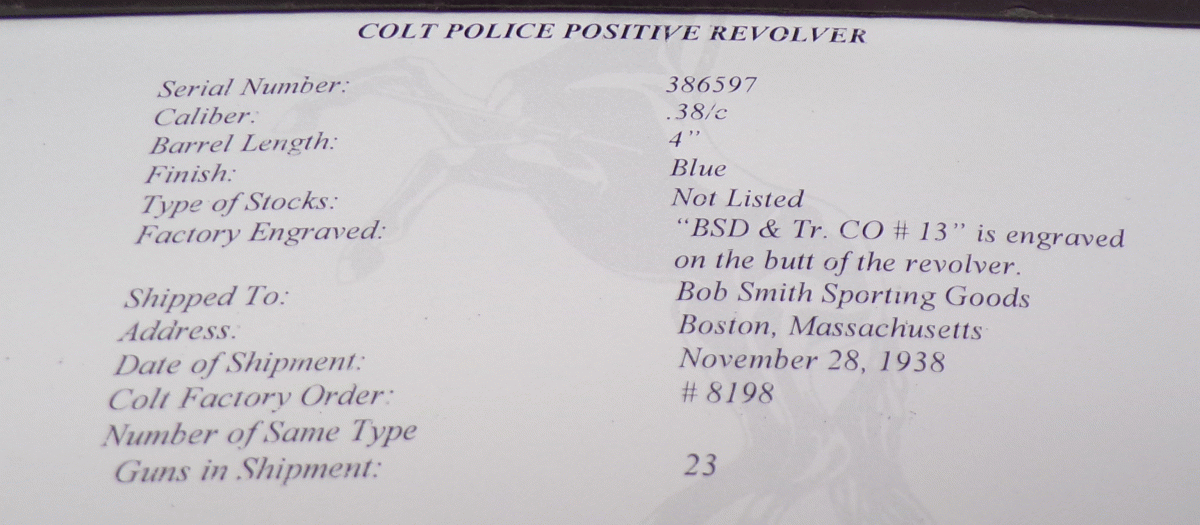 COLT POLICE POSITIVE REVOLVER
Serial Number: 386597
Caliber: .38/c
Barrel Length: 4"
Finish: Blue
Type of Stocks: Not Listed
Factory Engraved: "BSD & Tr. CO # 13" is engraved
on the butt of the revolver.
Shipped To: Bob Smith Sporting Goods
Address: Boston, Massachusetts
Date of Shipment: November 28, 1938
Colt Factory Order: # 8198
Number of Same Type
Guns in Shipment: 23